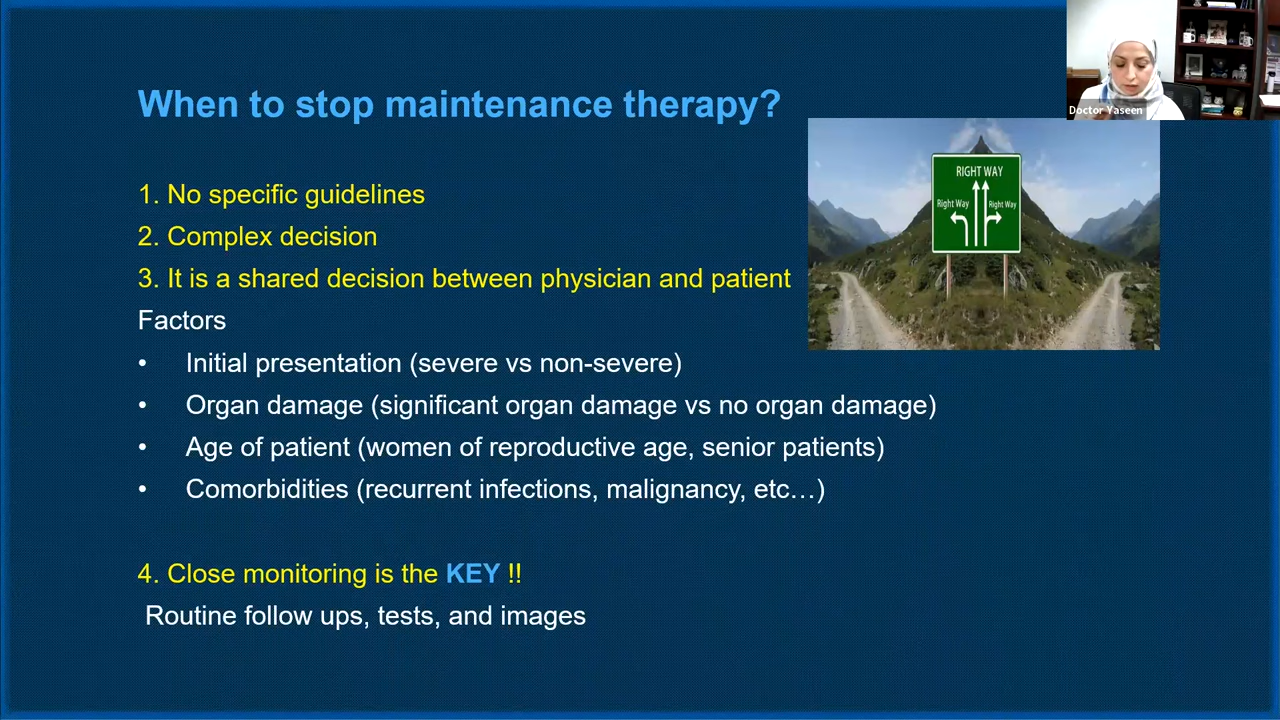 When to stop maintenance therapy?
Doctor Yaseen
RIGHT WAY
Right Way
Right Way
1. No specific guidelines
2. Complex decision
3. It is a shared decision between physician and patient
Factors
• Initial presentation (severe vs non-severe)
• Organ damage (significant organ damage vs no organ damage)
• Age of patient (women of reproductive age, senior patients)
• Comorbidities (recurrent infections, malignancy, etc…)
4. Close monitoring is the KEY !!
Routine follow ups, tests, and images